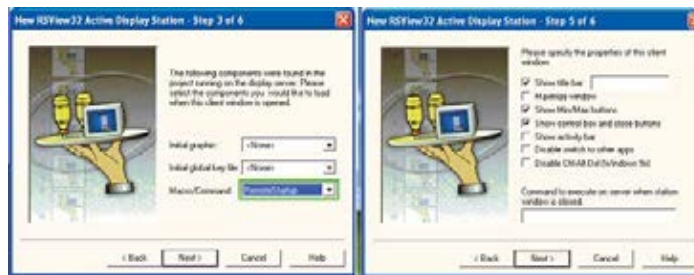 New RSView32 Active Display Station - Step 3 of 6
The following components were found in the
project running on the display server. Please
select the components you would like to load
when this client window is opened.
Initial graphic: <None>
Initial global key file: <None>
Macro/Command: RemoteStartup
< Back
Next >
Cancel
Help
New RSView32 Active Display Station - Step 5 of 6
Please specify the properties of this client
window.
Show title bar
Maximize window
Show Min/Max buttons
Show control box and close buttons
Show activity bar
Disable switch to other apps
Disable Ctrl-Alt-Del
Command to execute on server when station
window is closed.
< Back
Next >
Cancel
Help